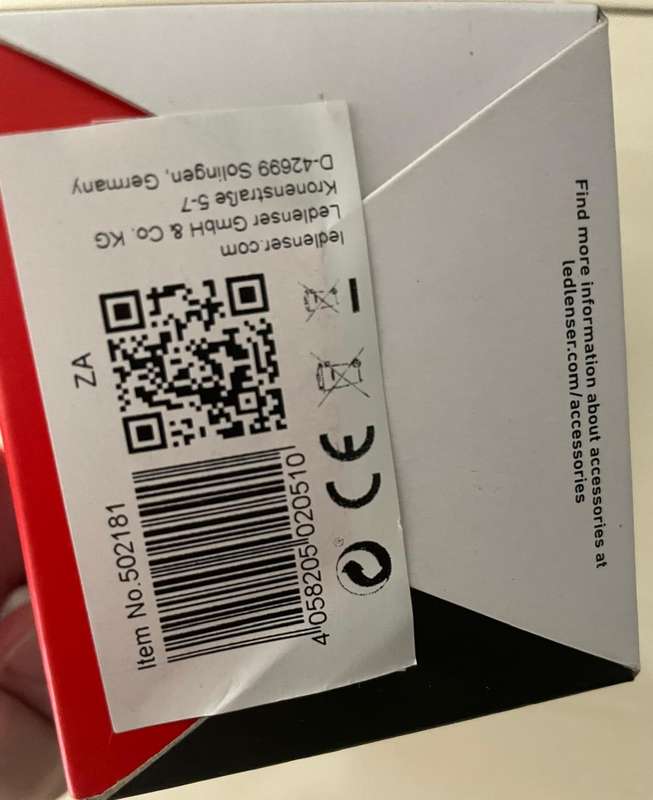 ledlenser.com
Ledlenser GmbH & Co. KG
Kronenstraße 5-7
D-42699 Solingen, Germany
ZA
Item No.502181
4 058205 020510
CE
Find more information about accessories at
ledlenser.com/accessories